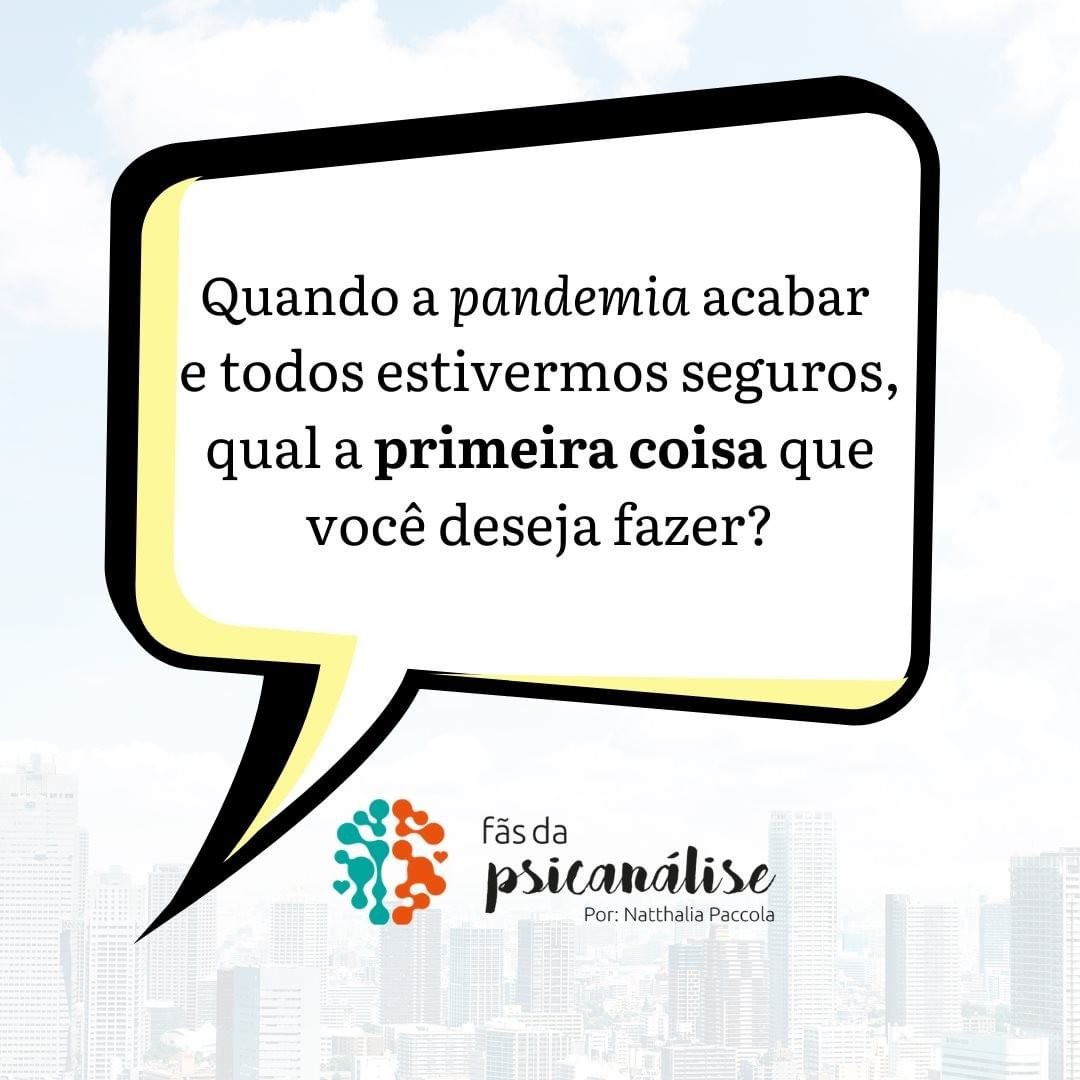 Quando a pandemia acabar
e todos estivermos seguros,
qual a primeira coisa que
você deseja fazer?
fãs da
psicanálise
Por: Natthalia Paccola